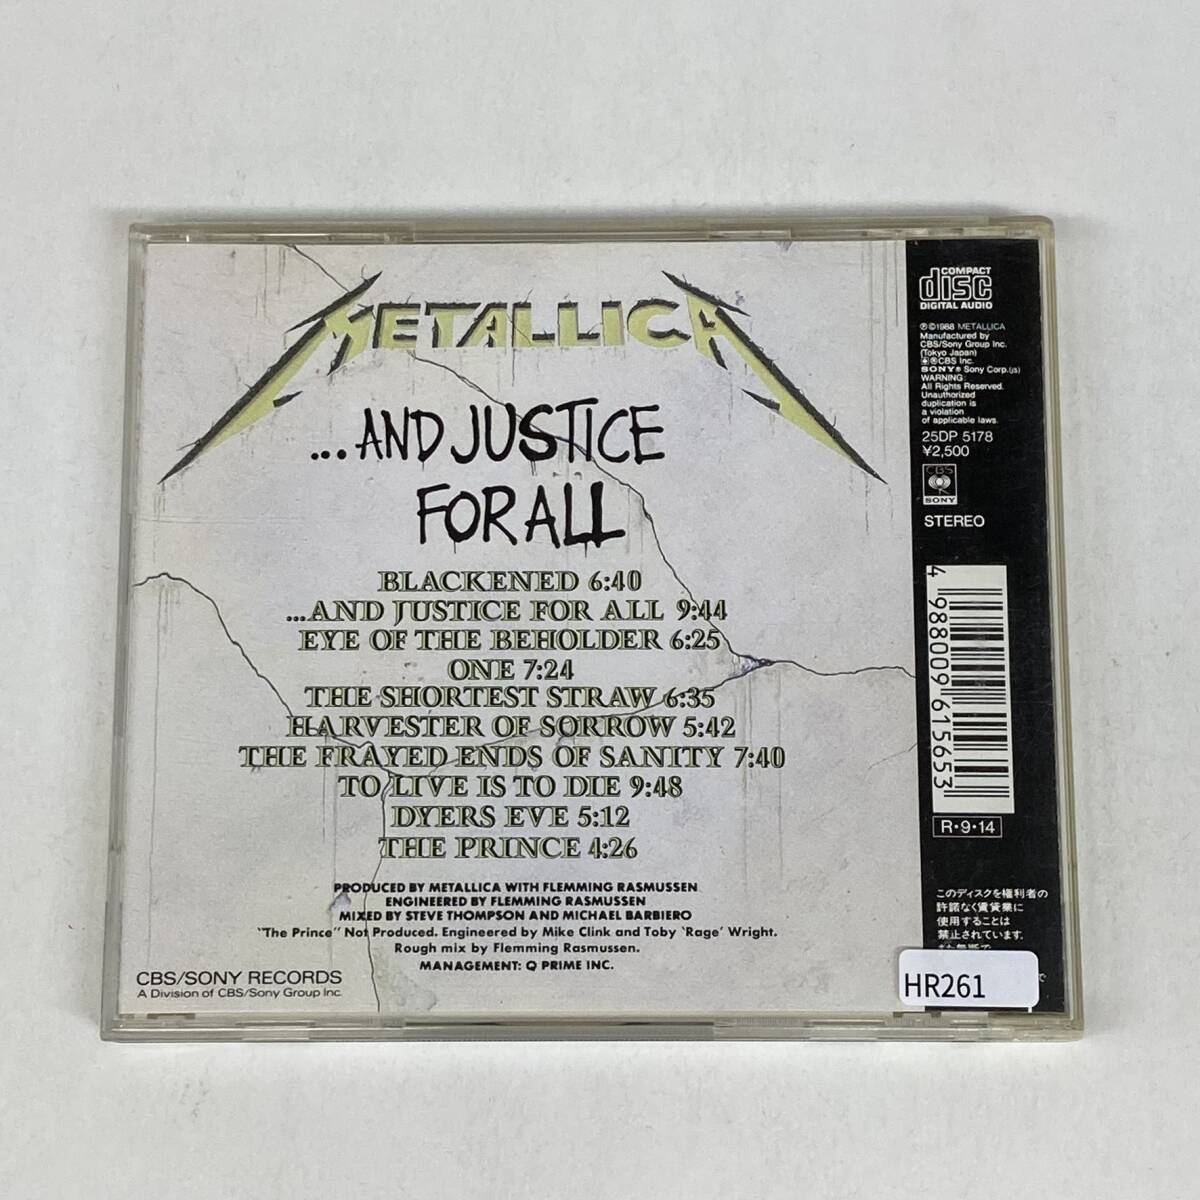 METALLICA
...AND JUSTICE
FOR ALL
BLACKENED 6:40
...AND JUSTICE FOR ALL 9:44
EYE OF THE BEHOLDER 6:25
ONE 7:24
THE SHORTEST STRAW 6:35
HARVESTER OF SORROW 5:42
THE FRAYED ENDS OF SANITY 7:40
TO LIVE IS TO DIE 9:48
DYERS EVE 5:12
THE PRINCE 4:26
PRODUCED BY METALLICA WITH FLEMMING RASMUSSEN
ENGINEERED BY FLEMMING RASMUSSEN
MIXED BY STEVE THOMPSON AND MICHAEL BARBIERO
"The Prince" Not Produced. Engineered by Mike Clink and Toby 'Rage' Wright.
Rough mix by Flemming Rasmussen.
MANAGEMENT: Q PRIME INC.
CBS/SONY RECORDS
A Division of CBS/Sony Group Inc.
COMPACT
disc
DIGITAL AUDIO
℗©1988 METALLICA
Manufactured by
CBS/Sony Group Inc.
(Tokyo Japan)
®CBS Inc.
SONY® Sony Corp.(JS)
WARNING:
All Rights Reserved.
Unauthorized
duplication is
a violation
of applicable laws.
25DP 5178
¥2,500
CBS
SONY
STEREO
4 988009 615653
R・9・14
このディスクを権利者の
許諾なく賃貸業に
使用することは
禁止されています。
また無断で
HR261